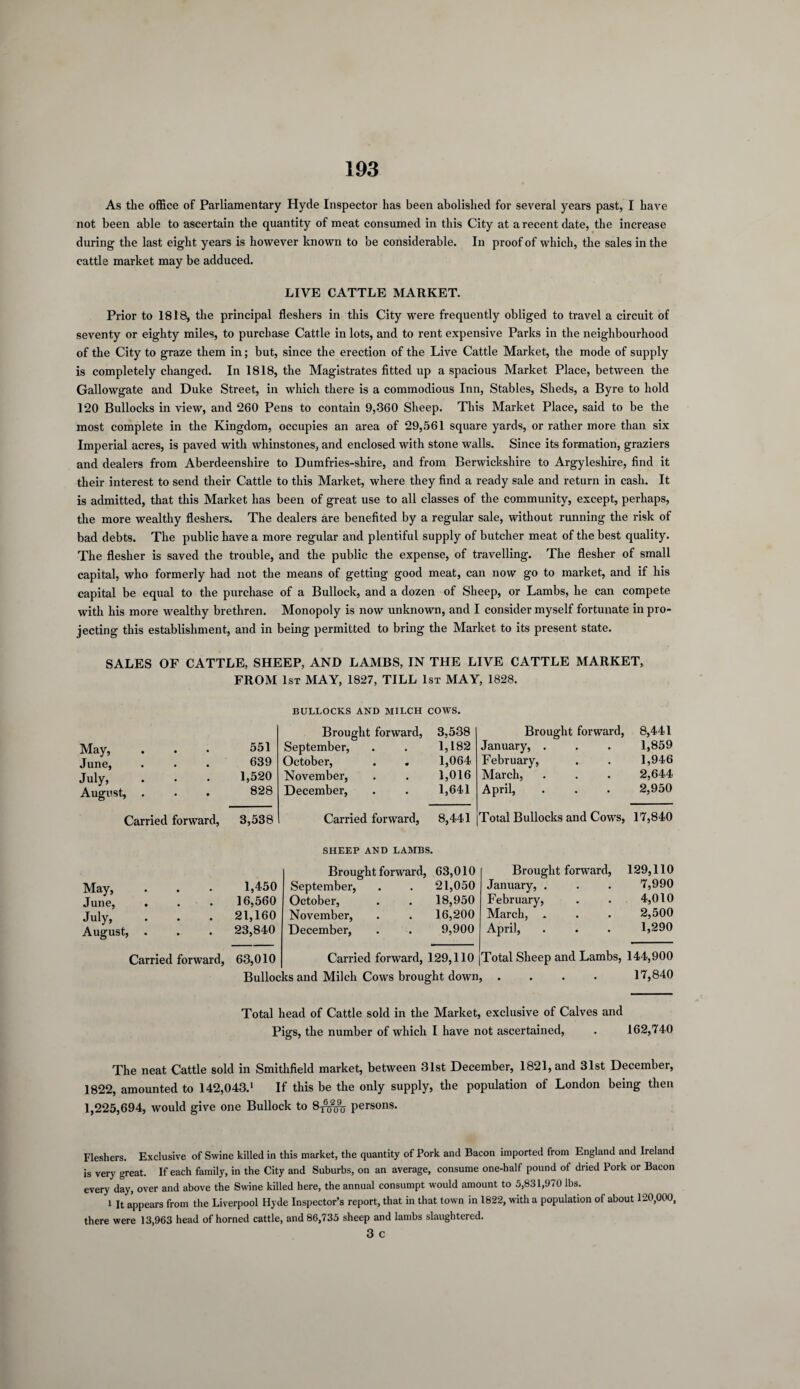 193
As the office of Parliamentary Hyde Inspector has been abolished for several years past, I have
not been able to ascertain the quantity of meat consumed in this City at a recent date, the increase
during the last eight years is however known to be considerable. In proof of which, the sales in the
cattle market may be adduced.
LIVE CATTLE MARKET.
Prior to 1818, the principal fleshers in this City were frequently obliged to travel a circuit of
seventy or eighty miles, to purchase Cattle in lots, and to rent expensive Parks in the neighbourhood
of the City to graze them in; but, since the erection of the Live Cattle Market, the mode of supply
is completely changed. In 1818, the Magistrates fitted up a spacious Market Place, between the
Gallowgate and Duke Street, in which there is a commodious Inn, Stables, Sheds, a Byre to hold
120 Bullocks in view, and 260 Pens to contain 9,360 Sheep. This Market Place, said to be the
most complete in the Kingdom, occupies an area of 29,561 square yards, or rather more than six
Imperial acres, is paved with whinstones, and enclosed with stone walls. Since its formation, graziers
and dealers from Aberdeenshire to Dumfries-shire, and from Berwickshire to Argyleshire, find it
their interest to send their Cattle to this Market, where they find a ready sale and return in cash. It
is admitted, that this Market has been of great use to all classes of the community, except, perhaps,
the more wealthy fleshers. The dealers are benefited by a regular sale, without running the risk of
bad debts. The public have a more regular and plentiful supply of butcher meat of the best quality.
The flesher is saved the trouble, and the public the expense, of travelling. The flesher of small
capital, who formerly had not the means of getting good meat, can now go to market, and if his
capital be equal to the purchase of a Bullock, and a dozen of Sheep, or Lambs, he can compete
with his more wealthy brethren. Monopoly is now unknown, and I consider myself fortunate in pro-
jecting this establishment, and in being permitted to bring the Market to its present state.
SALES OF CATTLE, SHEEP, AND LAMBS, IN THE LIVE CATTLE MARKET,
FROM 1st MAY, 1827, TILL 1st MAY, 1828.
BULLOCKS AND MILCH COWS.
Brought forward, 3,538 Brought forward, 8,441
May, . . . 551 September, . . 1,182 January, . . . 1,859
June, . . . 639 October, . . 1,064 February, . . 1,946
July, . . . 1,520 November, . . 1,016 March, . . . 2,644
August, . . . 828 December, . . 1,641 April, . . . 2,950
Carried forward, 3,538 Carried forward, 8,441 Total Bullocks and Cows, 17,840
SHEEP AND LAMBS.
Brought forward, 63,010 Brought forward, 129,110
May, . . . 1,450 September, . . 21,050 January, . . . 7,990
June, . . . 16,560 October, . . 18,950 February, . . 4,010
July, . . . 21,160 November, . . 16,200 March, . . . 2,500
August, . . . 23,840 December, . . 9,900 April, . . . 1,290
Carried forward, 63,010 Carried forward, 129,110 Total Sheep and Lambs, 144,900
Bullocks and Milch Cows brought down, . . . . 17,840
Total head of Cattle sold in the Market, exclusive of Calves and
Pigs, the number of which I have not ascertained, . 162,740
The neat Cattle sold in Smithfield market, between 31st December, 1821, and 31st December,
1822, amounted to 142,043.¹ If this be the only supply, the population of London being then
1,225,694, would give one Bullock to 8 629/1000 persons.
Fleshers. Exclusive of Swine killed in this market, the quantity of Pork and Bacon imported from England and Ireland
is very great. If each family, in the City and Suburbs, on an average, consume one-half pound of dried Pork or Bacon
every day, over and above the Swine killed here, the annual consumpt would amount to 5,831,970 lbs.
1 It appears from the Liverpool Hyde Inspector's report, that in that town in 1822, with a population of about 120,000,
there were 13,963 head of horned cattle, and 86,735 sheep and lambs slaughtered.
3 c